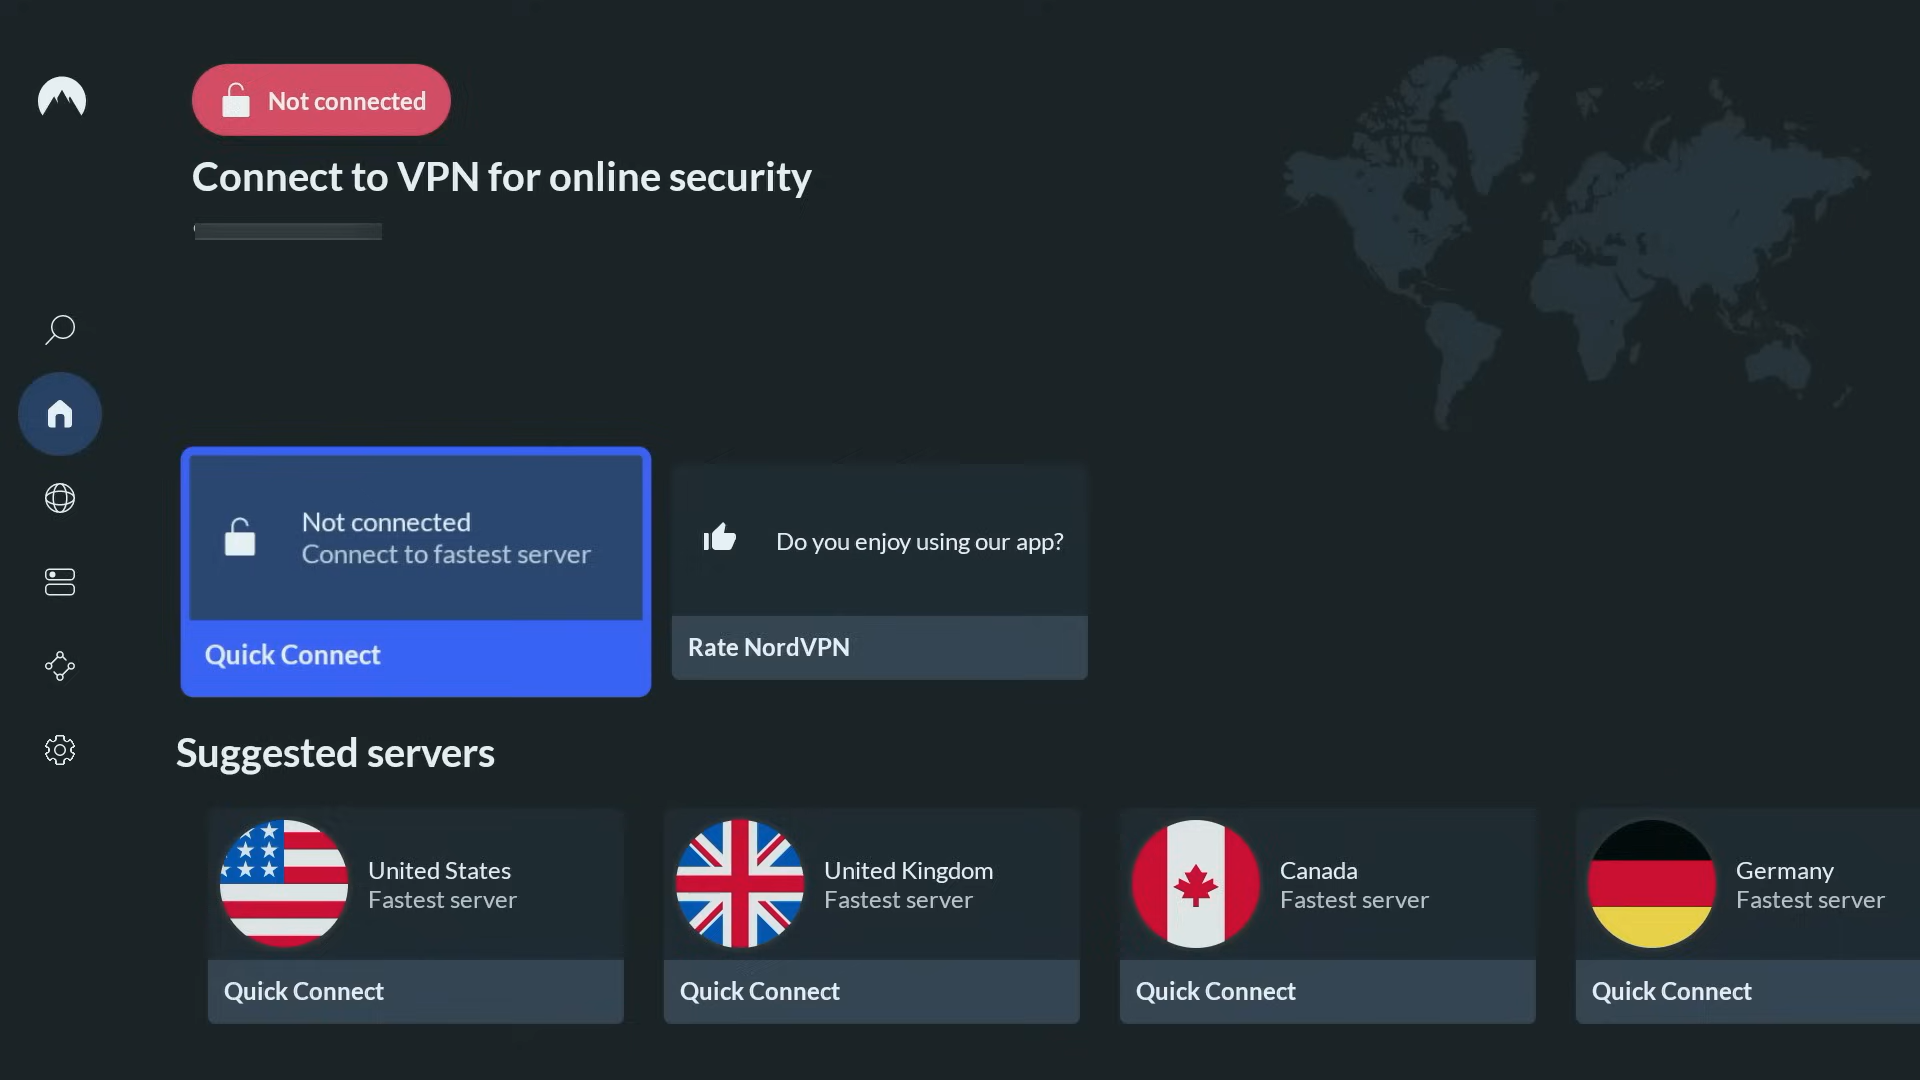 Not connected
Connect to VPN for online security
Not connected
Connect to fastest server
Quick Connect
Do you enjoy using our app?
Rate NordVPN
Suggested servers
United States
Fastest server
Quick Connect
United Kingdom
Fastest server
Quick Connect
Canada
Fastest server
Quick Connect
Germany
Fastest server
Quick Connect